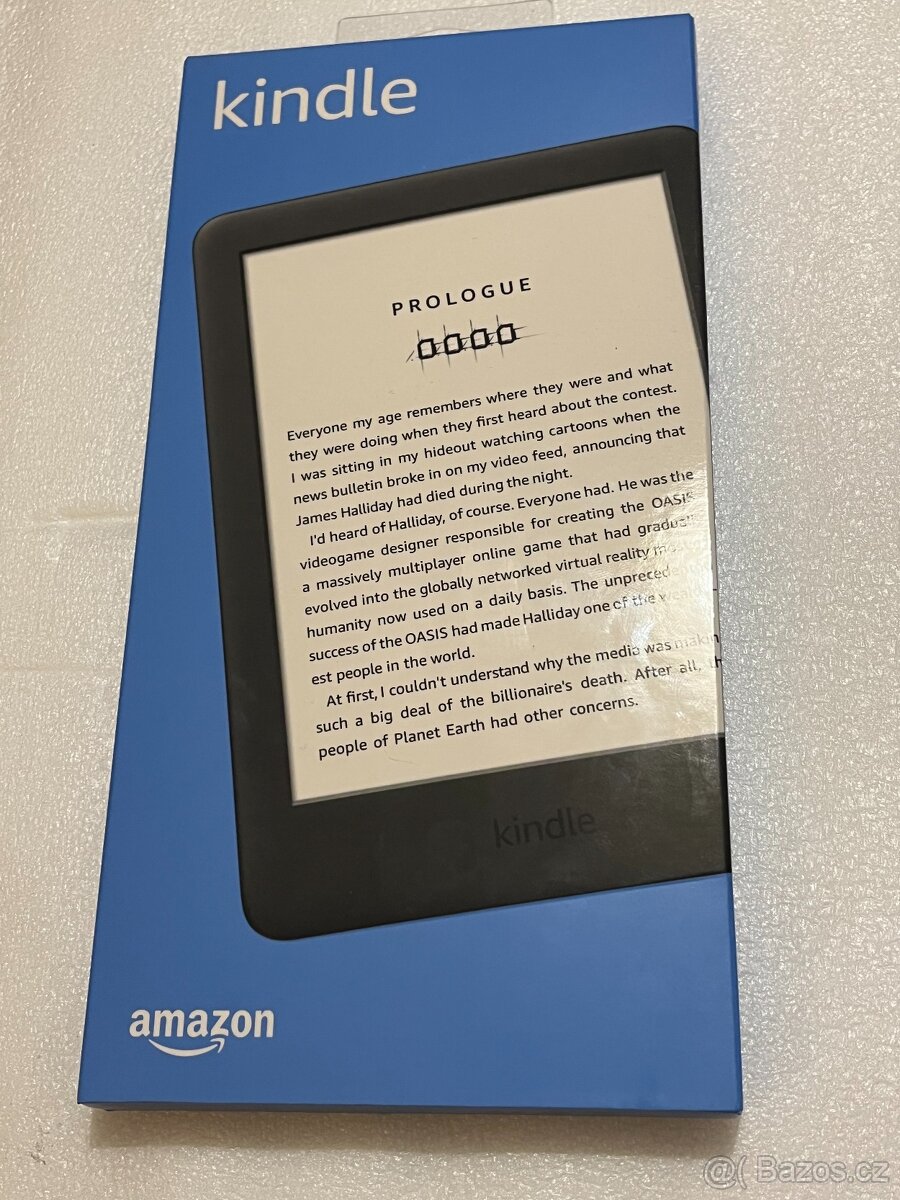 kindle
PROLOGUE
0000
Everyone my age remembers where they were and what
they were doing when they first heard about the contest.
I was sitting in my hideout watching cartoons when the
news bulletin broke in on my video feed, announcing that
James Halliday had died during the night.
I'd heard of Halliday, of course. Everyone had. He was the
videogame designer responsible for creating the OASIS
a massively multiplayer online game that had
evolved into the globally networked virtual reality
humanity now used on a daily basis. The
success of the OASIS had made Halliday one of the
est people in the world.
At first, I couldn't understand why the media was
such a big deal of the billionaire's death. After all,
people of Planet Earth had other concerns.
kindle
amazon
@( Bazos.cz